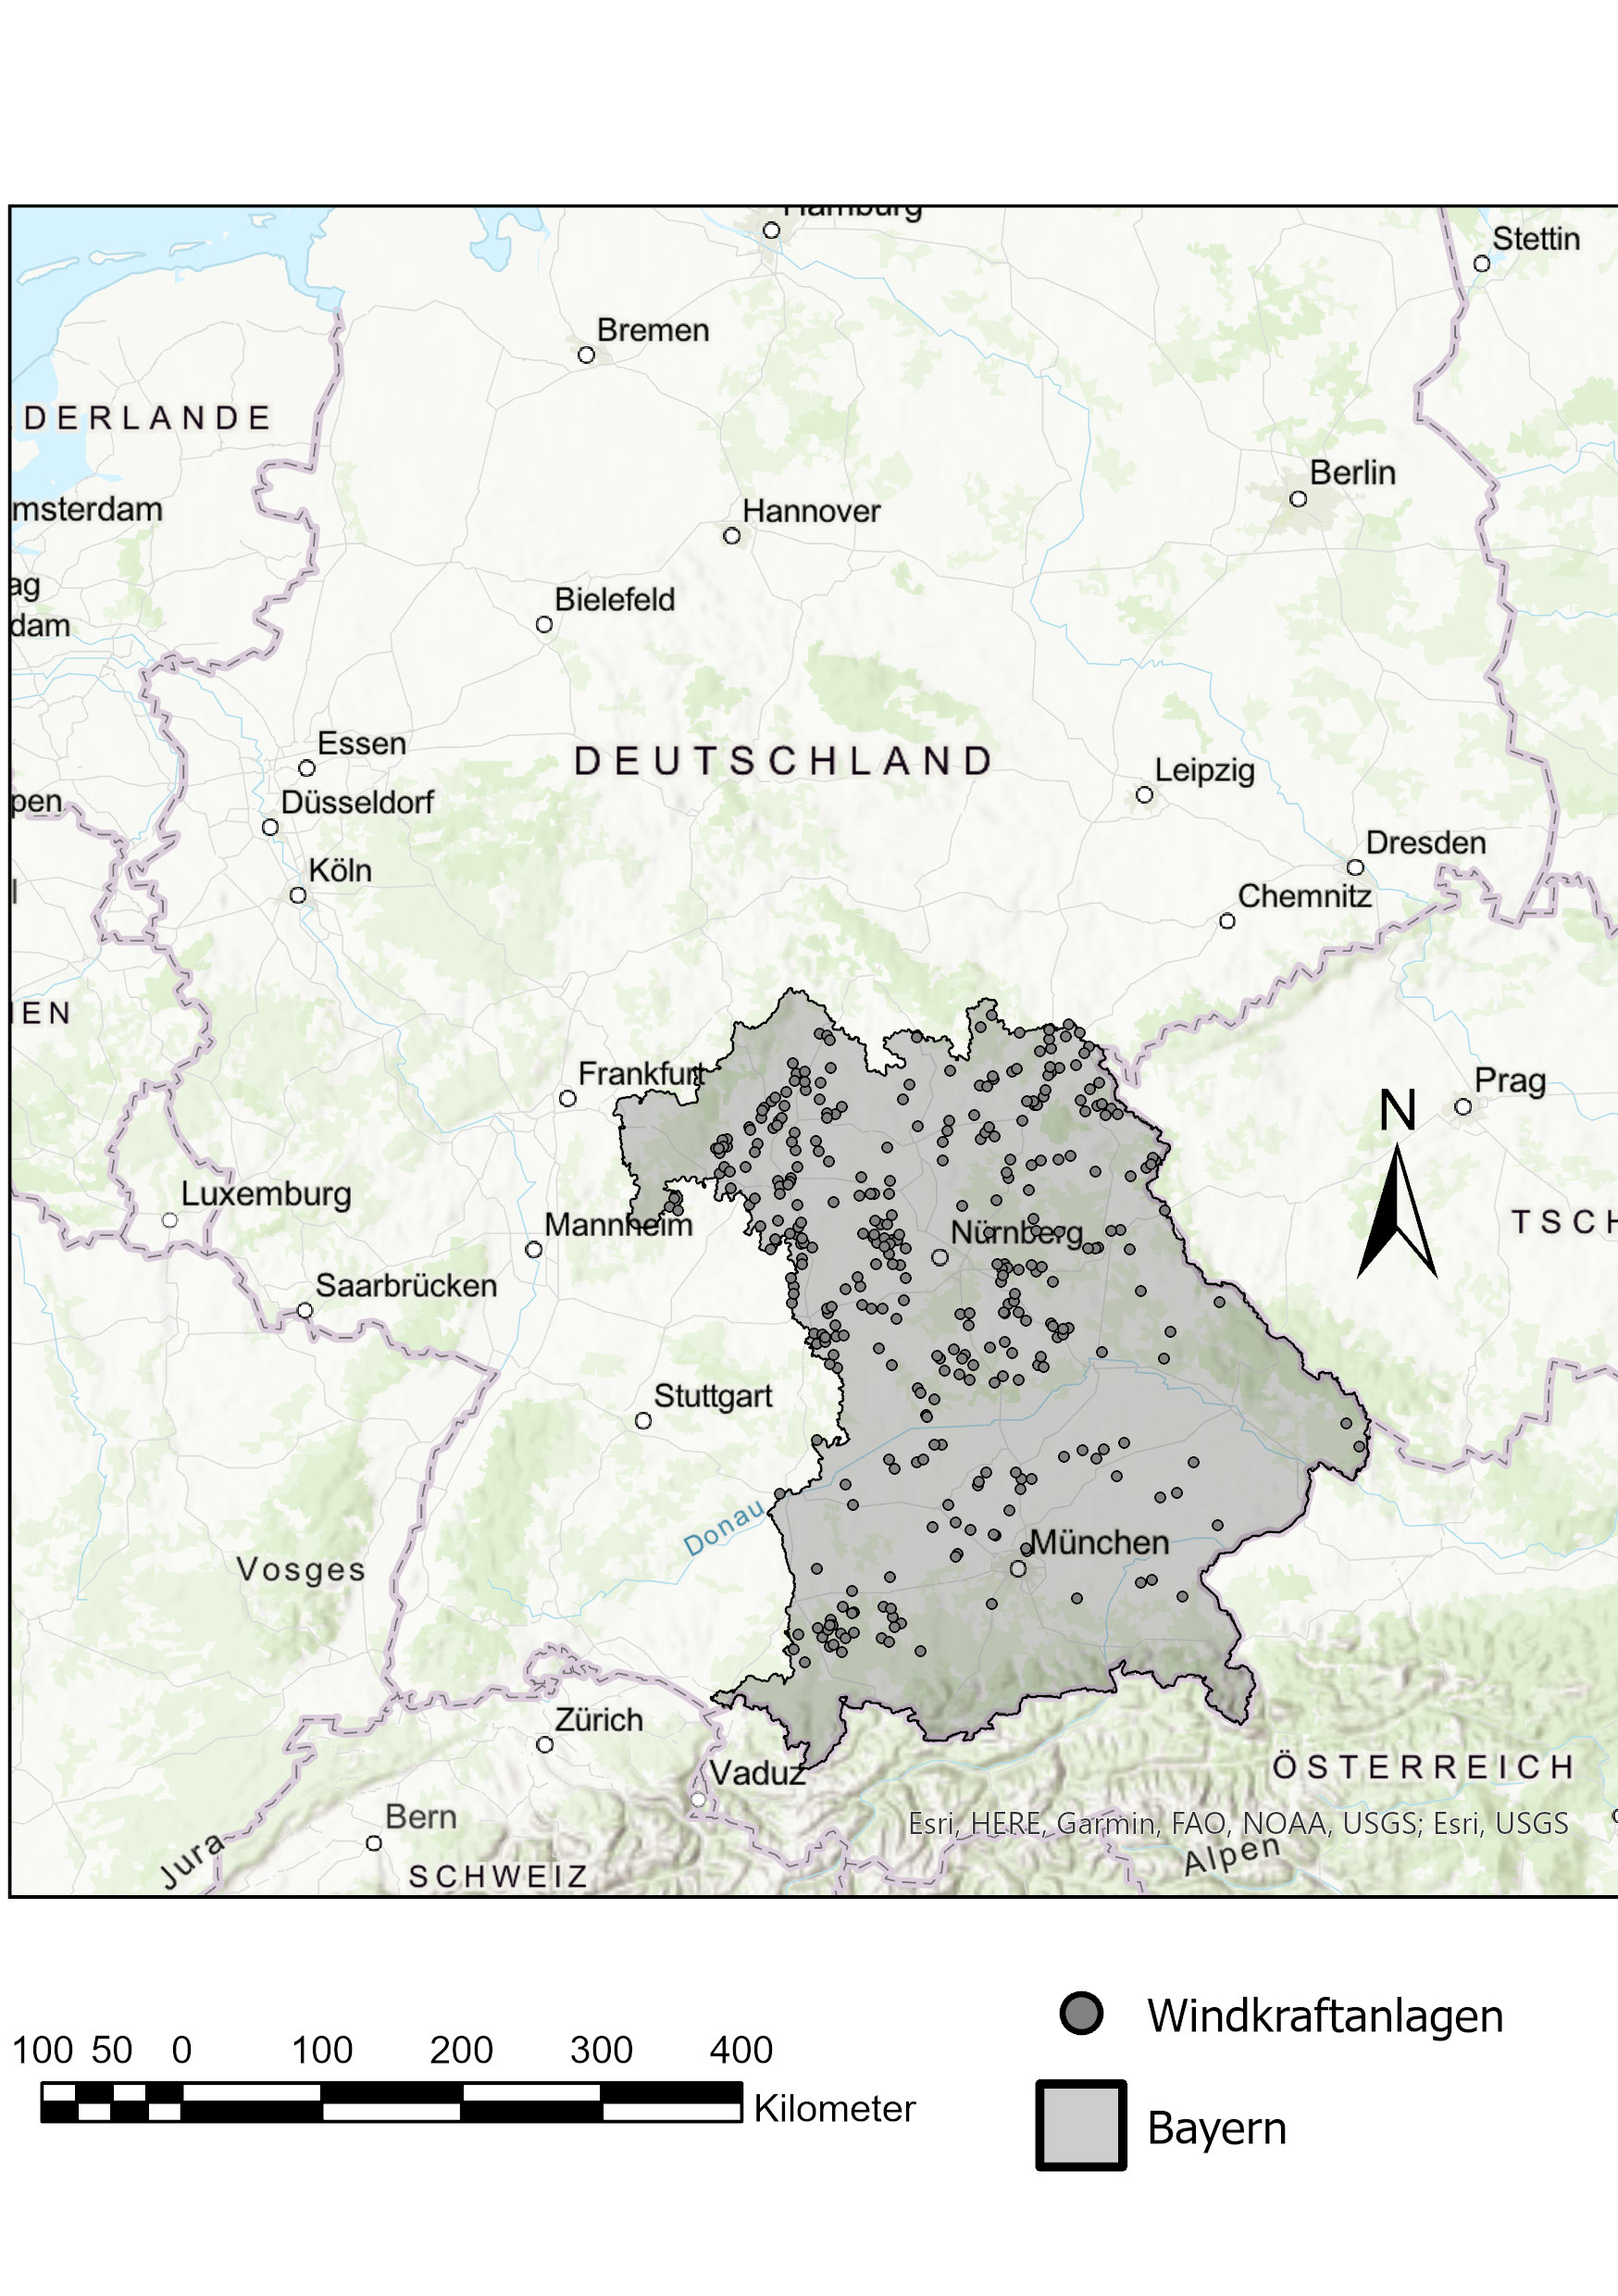 Hamburg
Stettin
Bremen
DERLANDE
Berlin
msterdam
Hannover
ag
Bielefeld
dam
Essen
DEUTSCHLAND
Leipzig
pen
Düsseldorf
Dresden
Köln
Chemnitz
IEN
Frankfurt
Prag
N
Luxemburg
Mannheim
Nürnberg
TSCH
Saarbrücken
Stuttgart
Donau
München
Vosges
Zürich
Vaduz
ÖSTERREICH
Bern
Esri, HERE, Garmin, FAO, NOAA, USGS; Esri, USGS
Jura
Alpen
SCHWEIZ
Windkraftanlagen
100 50 0 100 200 300 400
Kilometer
Bayern